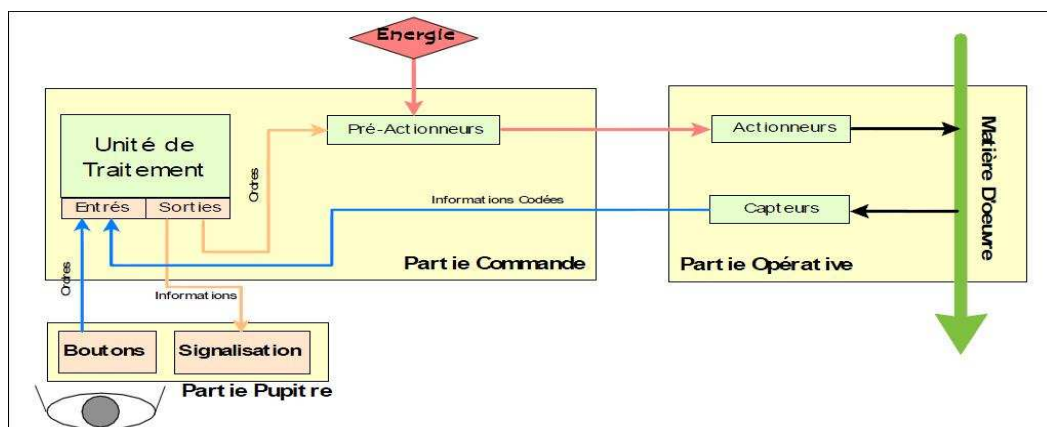 Energie
Unité de
Traitement
Entrés
Sorties
Ordres
Pré-Actionneurs
Actionneurs
Informations Codées
Capteurs
Matière D'oeuvre
Partie Commande
Partie Opérative
Ordres
Informations
Boutons
Signalisation
Partie Pupitre